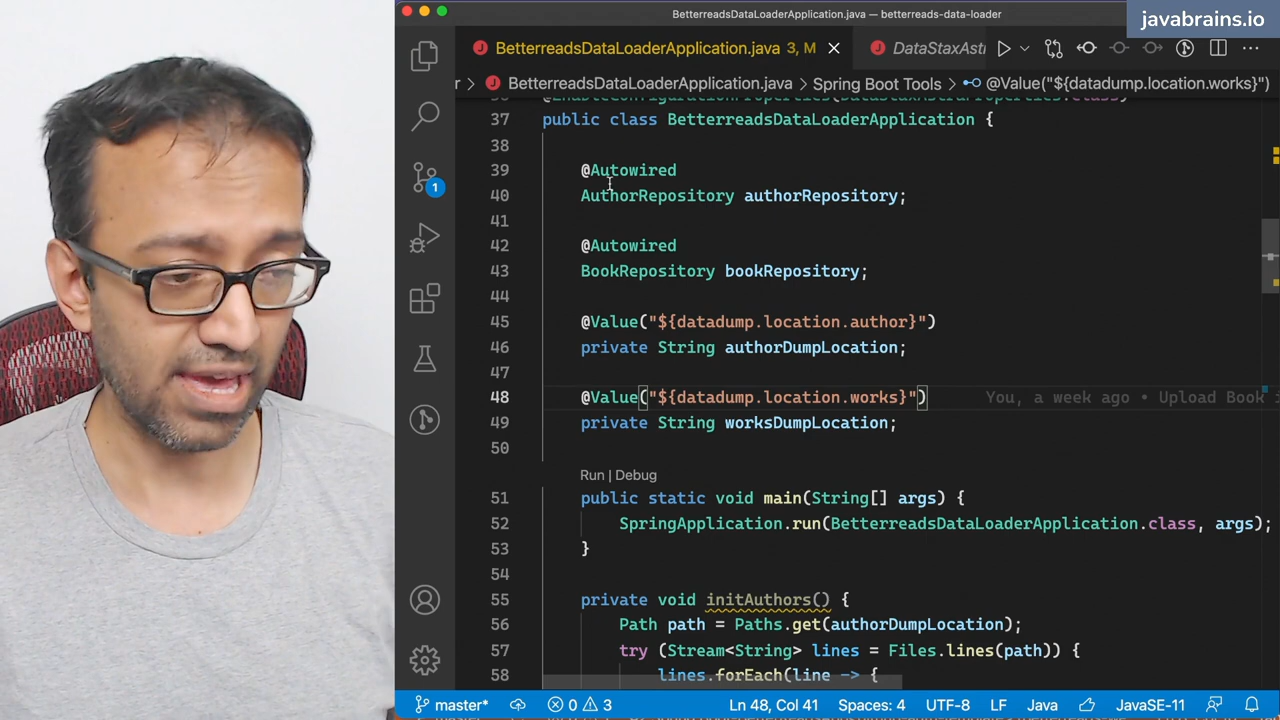 BetterreadsDataLoaderApplication.java — betterreads-data-loader
javabrains.io
BetterreadsDataLoaderApplication.java 3, M
DataStaxAst
r > BetterreadsDataLoaderApplication.java > Spring Boot Tools > @Value("${datadump.location.works}")
36 @EnableConfigurationProperties(DataStaxAstraProperties.class)
37 public class BetterreadsDataLoaderApplication {
38
39 @Autowired
40 AuthorRepository authorRepository;
41
42 @Autowired
43 BookRepository bookRepository;
44
45 @Value("${datadump.location.author}")
46 private String authorDumpLocation;
47
48 @Value("${datadump.location.works}") You, a week ago • Upload Book i
49 private String worksDumpLocation;
50
Run | Debug
51 public static void main(String[] args) {
52 SpringApplication.run(BetterreadsDataLoaderApplication.class, args);
53 }
54
55 private void initAuthors() {
56 Path path = Paths.get(authorDumpLocation);
57 try (Stream<String> lines = Files.lines(path)) {
58 lines.forEach(line -> {
1
master* 0 3 Ln 48, Col 41 Spaces: 4 UTF-8 LF Java JavaSE-11